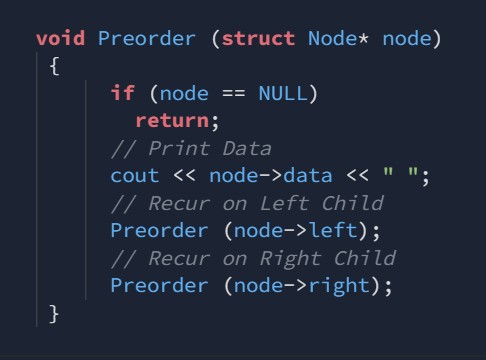 void Preorder (struct Node* node)
{
if (node == NULL)
return;
// Print Data
cout << node->data << " ";
// Recur on Left Child
Preorder (node->left);
// Recur on Right Child
Preorder (node->right);
}